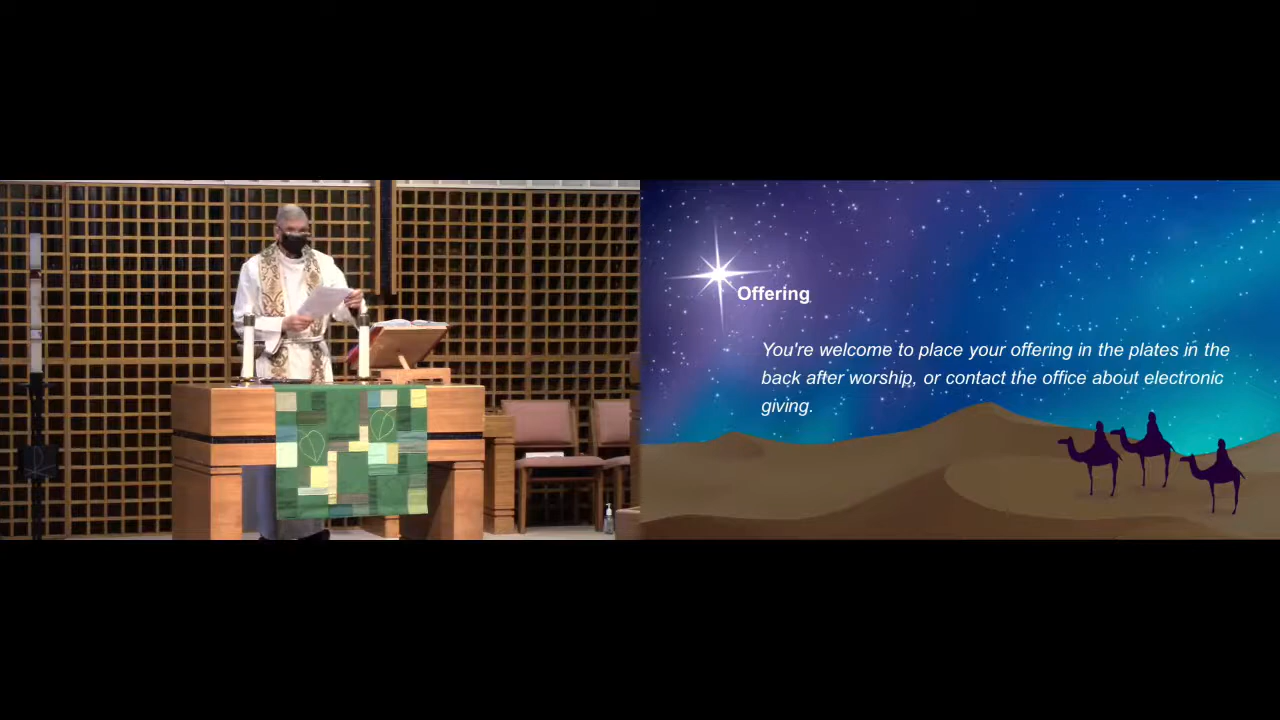 Offering
You're welcome to place your offering in the plates in the
back after worship, or contact the office about electronic
giving.